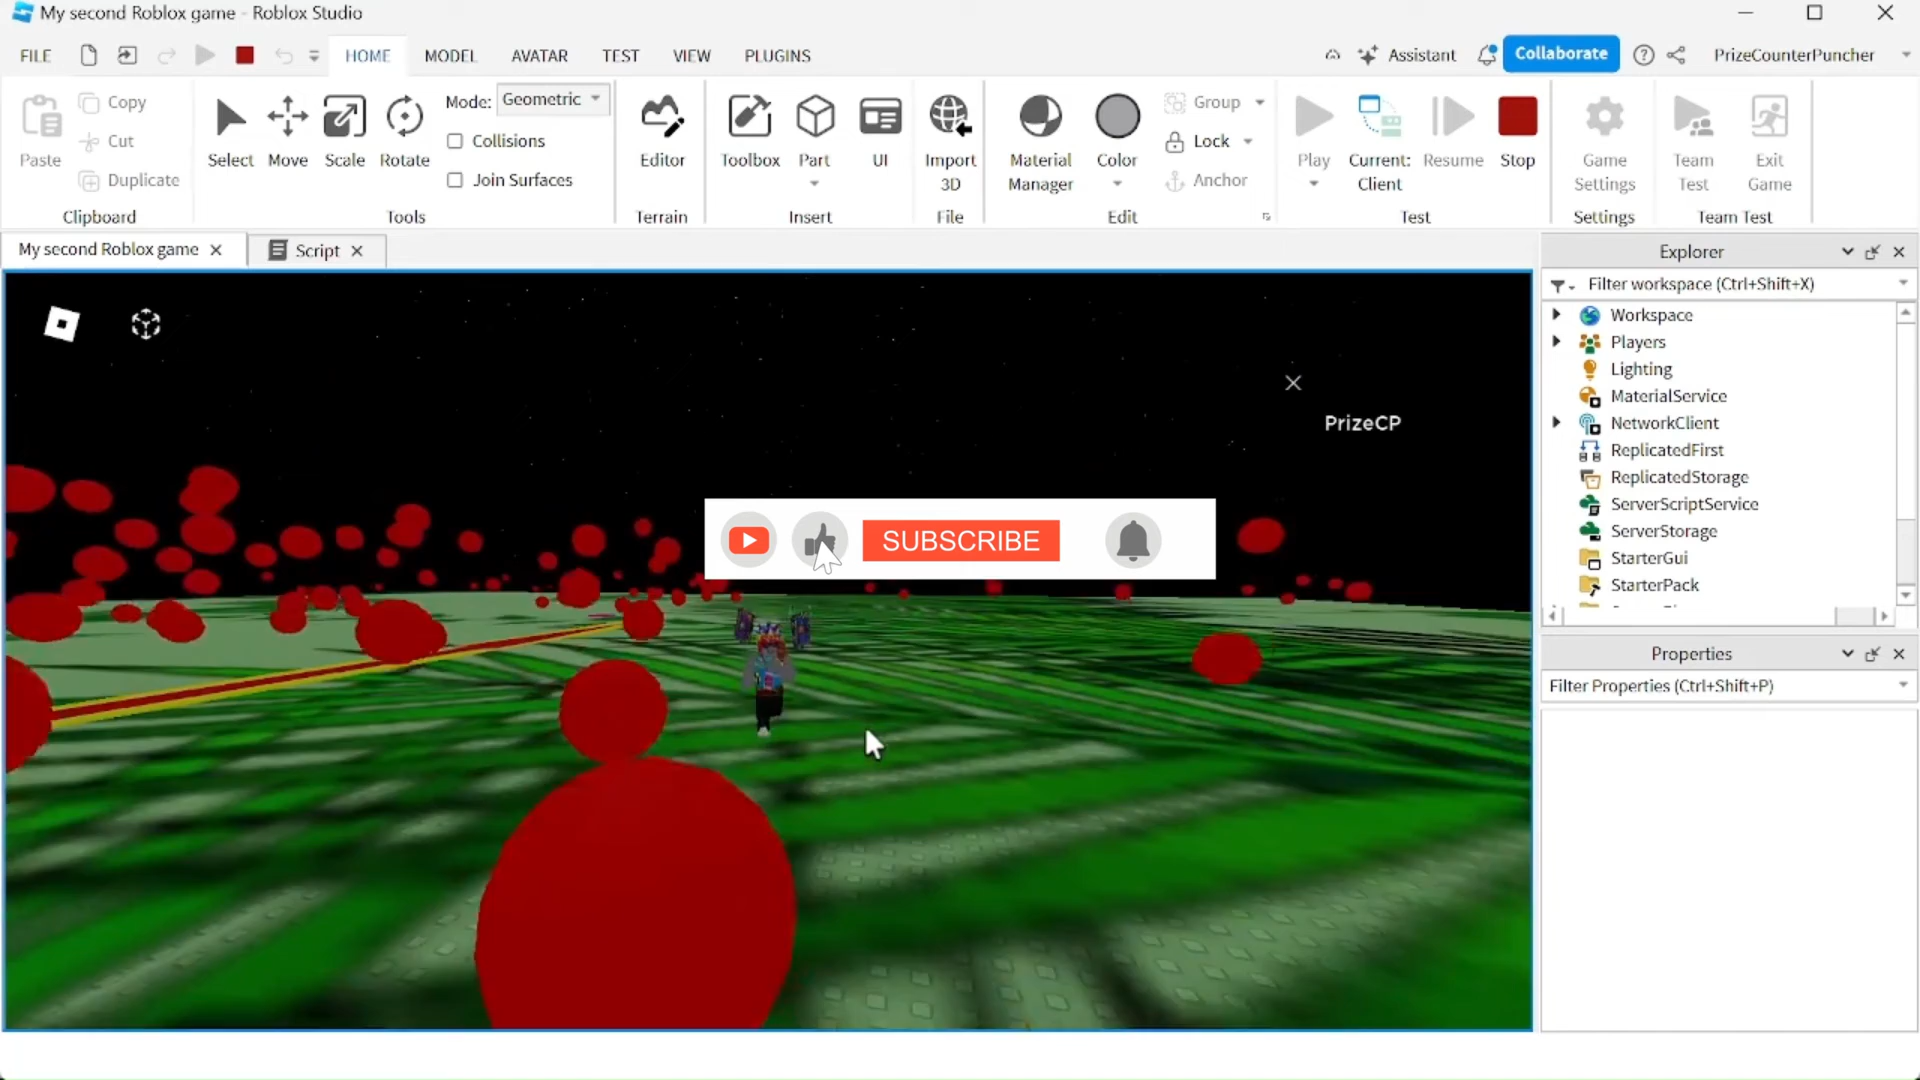 My second Roblox game - Roblox Studio
FILE HOME MODEL AVATAR TEST VIEW PLUGINS Assistant Collaborate PrizeCounterPuncher
Paste Copy Cut Duplicate
Clipboard
Select Move Scale Rotate Mode: Geometric
Collisions
Join Surfaces
Tools
Editor
Terrain
Toolbox Part UI
Insert
Import 3D
File
Material Manager Color Group Lock Anchor
Edit
Play Current: Client Resume Stop
Test
Game Settings
Settings
Team Test Exit Game
Team Test
My second Roblox game Script
PrizeCP
SUBSCRIBE
Explorer
Filter workspace (Ctrl+Shift+X)
Workspace
Players
Lighting
MaterialService
NetworkClient
ReplicatedFirst
ReplicatedStorage
ServerScriptService
ServerStorage
StarterGui
StarterPack
Properties
Filter Properties (Ctrl+Shift+P)